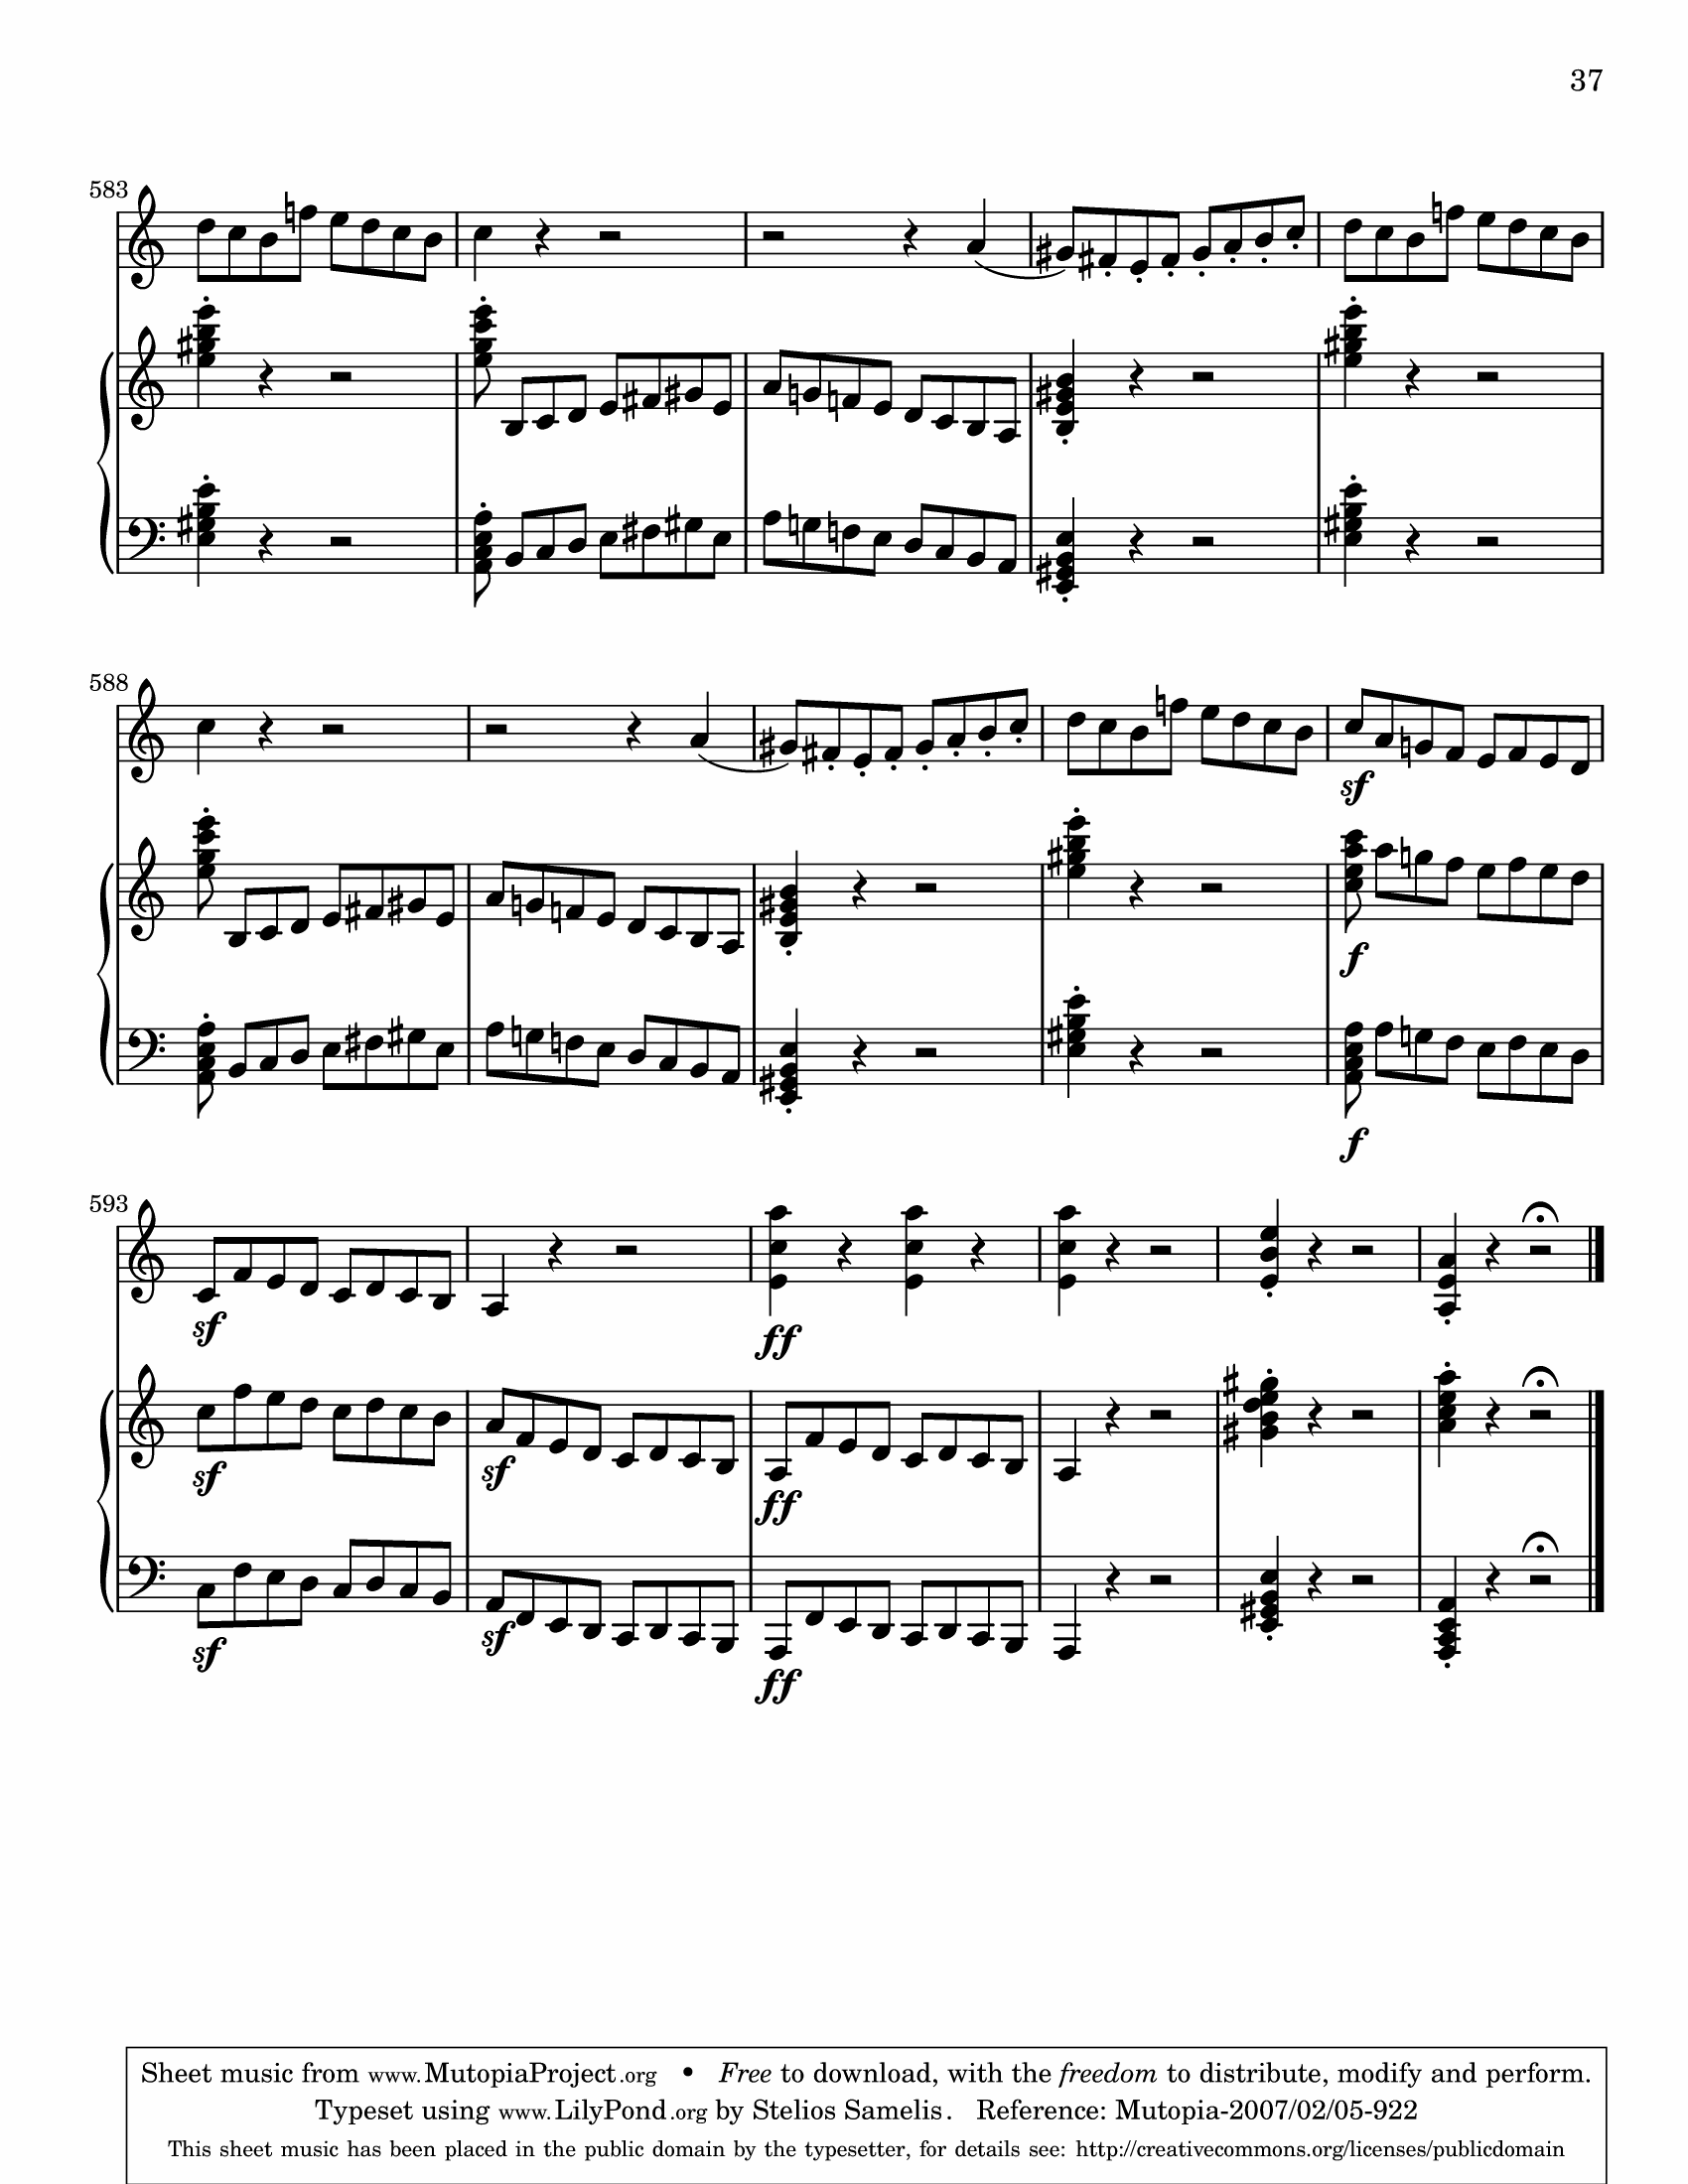 37
583
588
sf
f
f
593
sf
ff
sf
sf
ff
sf
sf
ff
Sheet music from www.MutopiaProject.org • Free to download, with the freedom to distribute, modify and perform.
Typeset using www.LilyPond.org by Stelios Samelis. Reference: Mutopia-2007/02/05-922
This sheet music has been placed in the public domain by the typesetter, for details see: http://creativecommons.org/licenses/publicdomain